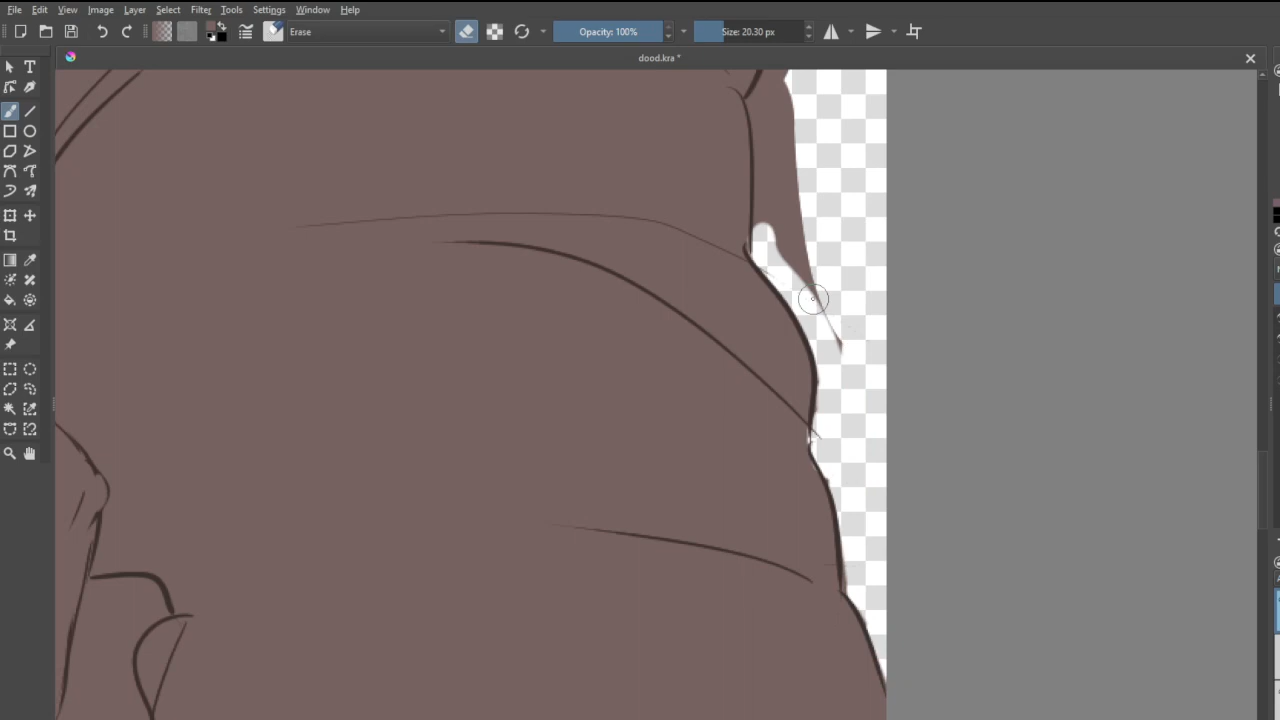 File Edit View Image Layer Select Filter Tools Settings Window Help
Erase Opacity: 100% Size: 20.30 px
dood.kra *